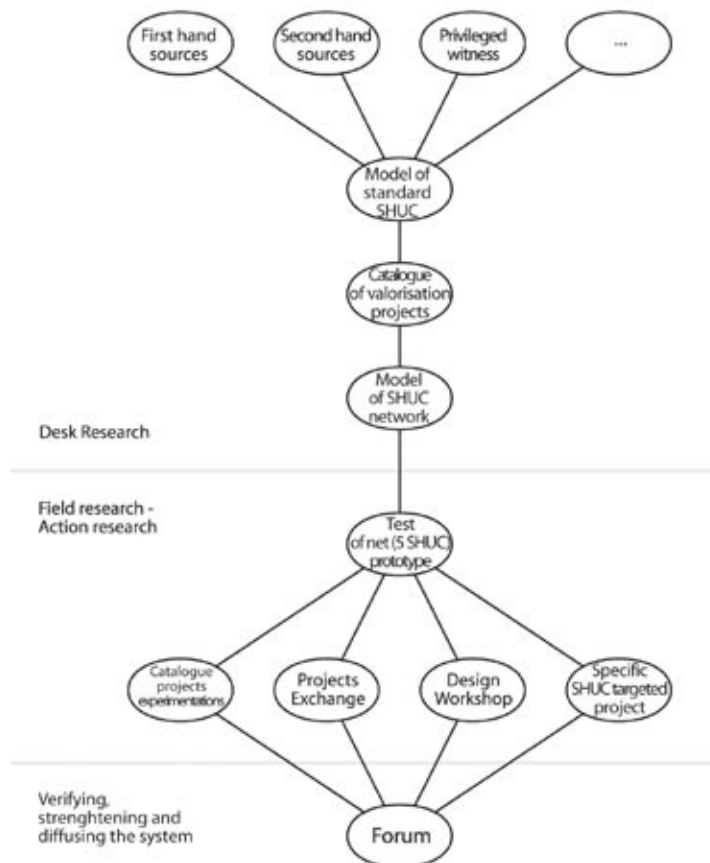 First hand
sources
Second hand
sources
Privileged
witness
...
Model of
standard
SHUC
Catalogue
of valorisation
projects
Model
of SHUC
network
Desk Research
Field research -
Action research
Test
of net (5 SHUC)
prototype
Catalogue
projects
experimentations
Projects
Exchange
Design
Workshop
Specific
SHUC targeted
project
Verifying,
strenghtening and
diffusing the system
Forum